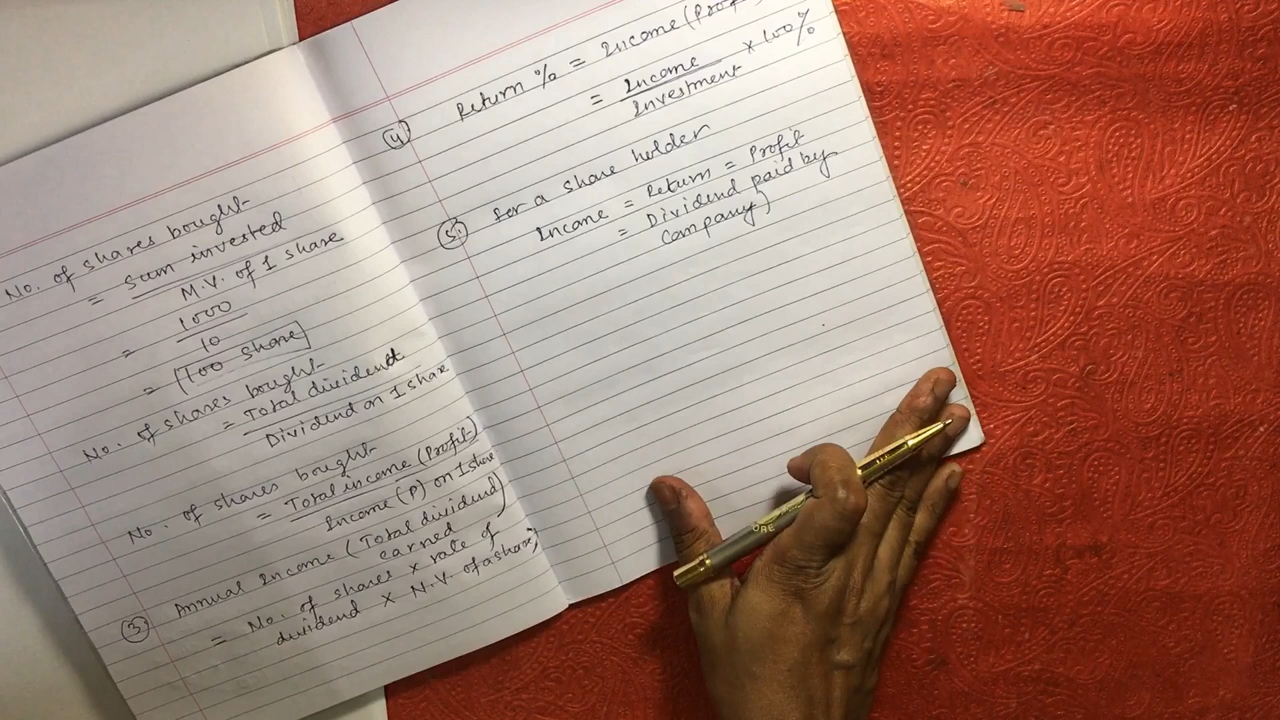 No. of shares bought-
= Sum invested
M.V. of 1 share
= 1000
10
= 100 share
No. of shares bought-
= Total dividend
Dividend on 1 share
No. of shares bought-
= Total income (Profit)
Income (P) on 1 share
3. Annual Income (Total dividend)
earned
= No. of shares × rate of
dividend × N.V. of a share)
4 Return % = Income (Prof
= Income × 100%
Investment
5. for a share holder
Income = Return = Profit
= Dividend paid by
company)
ORE